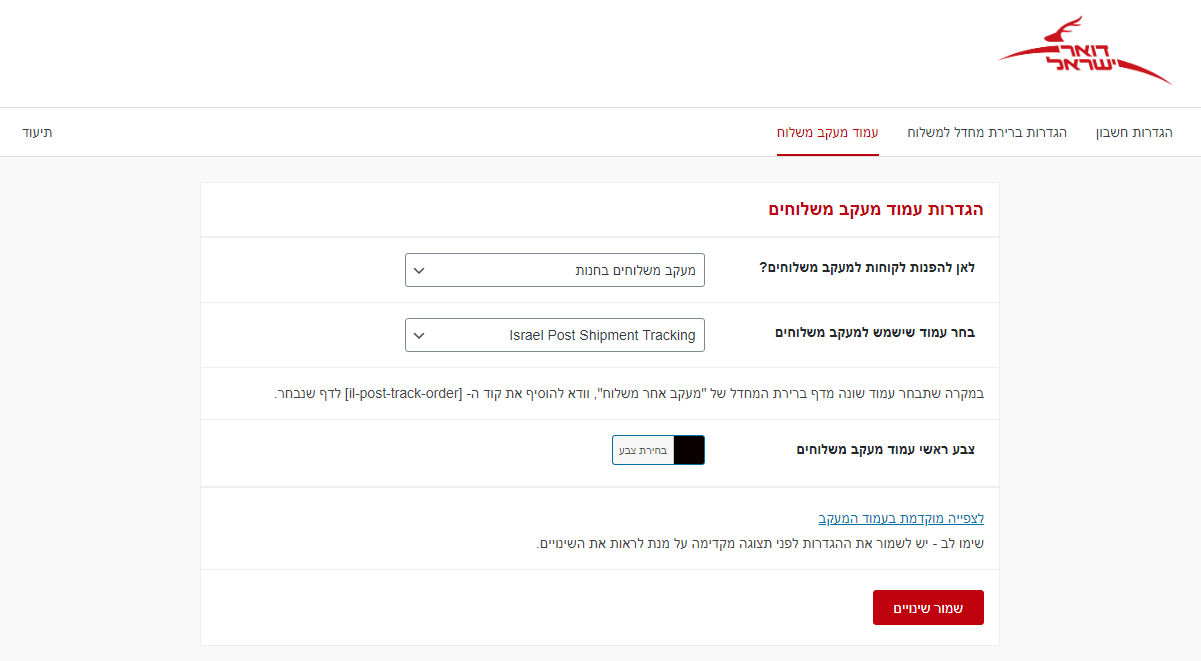 דואר
ישראל
הגדרות חשבון
הגדרות ברירת מחדל למשלוח
עמוד מעקב משלוח
תיעוד
הגדרות עמוד מעקב משלוחים
לאן להפנות לקוחות למעקב משלוחים?
מעקב משלוחים בחנות
בחר עמוד שישמש למעקב משלוחים
Israel Post Shipment Tracking
במקרה שתבחר עמוד שונה מדף ברירת המחדל של "מעקב אחר משלוח", וודא להוסיף את קוד ה- [il-post-track-order] לדף שנבחר.
צבע ראשי עמוד מעקב משלוחים
בחירת צבע
לצפייה מוקדמת בעמוד המעקב
שימו לב - יש לשמור את ההגדרות לפני תצוגה מקדימה על מנת לראות את השינויים.
שמור שינויים